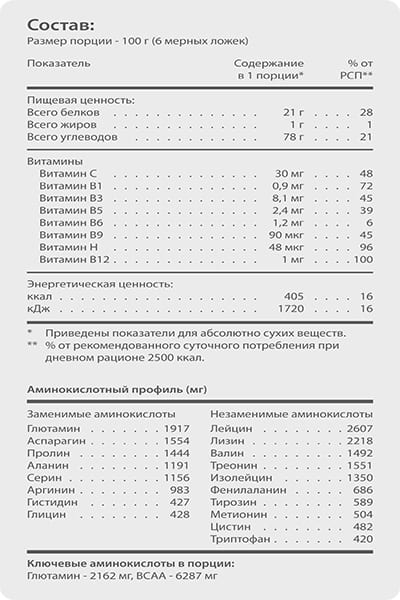 Состав:
Размер порции - 100 г (6 мерных ложек)
Показатель Содержание в 1 порции* % от РСП**
Пищевая ценность:
Всего белков . . . . . . . . . . . . . 21 г . . . . 28
Всего жиров . . . . . . . . . . . . . 1 г . . . . 1
Всего углеводов . . . . . . . . . . . . 78 г . . . . 21
Витамины
Витамин C . . . . . . . . . . . . 30 мг . . . . 48
Витамин B1 . . . . . . . . . . . . 0,9 мг . . . . 72
Витамин B3 . . . . . . . . . . . . 8,1 мг . . . . 45
Витамин B5 . . . . . . . . . . . . 2,4 мг . . . . 39
Витамин B6 . . . . . . . . . . . . 1,2 мг . . . . 6
Витамин B9 . . . . . . . . . . . . 90 мкг . . . . 45
Витамин H . . . . . . . . . . . . 48 мкг . . . . 96
Витамин B12 . . . . . . . . . . . . 1 мг . . . . 100
Энергетическая ценность:
ккал . . . . . . . . . . . . . . . . . 405 . . . . 16
кДж . . . . . . . . . . . . . . . . . 1720 . . . . 16
* Приведены показатели для абсолютно сухих веществ.
** % от рекомендованного суточного потребления при
дневном рационе 2500 ккал.
Аминокислотный профиль (мг)
Заменимые аминокислоты
Глютамин . . . . . . . . 1917
Аспарагин . . . . . . . 1554
Пролин . . . . . . . . . 1444
Аланин . . . . . . . . . 1191
Серин . . . . . . . . . . 1156
Аргинин . . . . . . . . . 983
Гистидин . . . . . . . . 427
Глицин . . . . . . . . . 428
Незаменимые аминокислоты
Лейцин . . . . . . . . . 2607
Лизин . . . . . . . . . . 2218
Валин . . . . . . . . . . 1492
Треонин . . . . . . . . . 1551
Изолейцин . . . . . . . 1350
Фенилаланин . . . . . . 686
Тирозин . . . . . . . . . 589
Метионин . . . . . . . . 504
Цистин . . . . . . . . . 482
Триптофан . . . . . . . . 420
Ключевые аминокислоты в порции:
Глютамин - 2162 мг, BCAA - 6287 мг